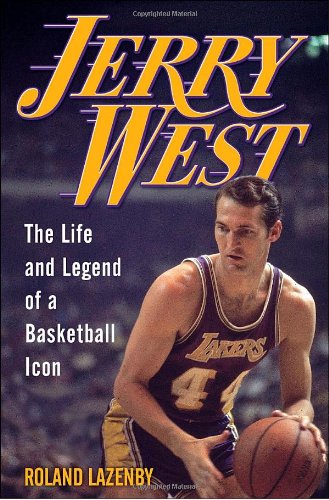 JERRY
WEST
The Life
and Legend
of a
Basketball
Icon
LAKERS
44
ROLAND LAZENBY